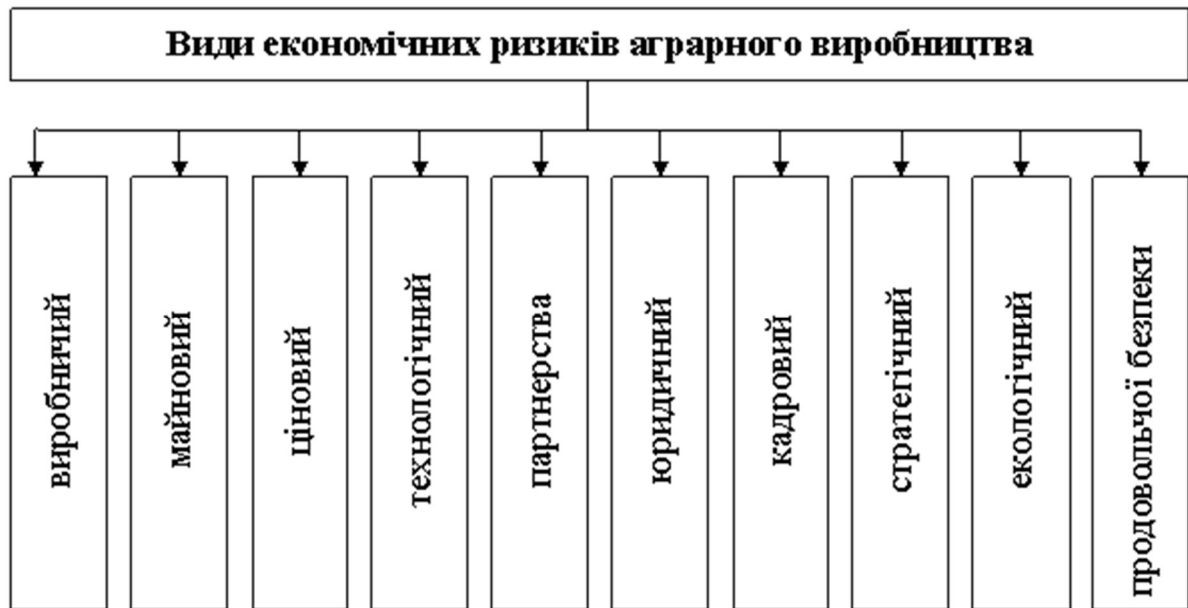 Види економічних ризиків аграрного виробництва
виробничий
майновий
ціновий
технологічний
партнерства
юридичний
кадровий
стратегічний
екологічний
продовольчої безпеки